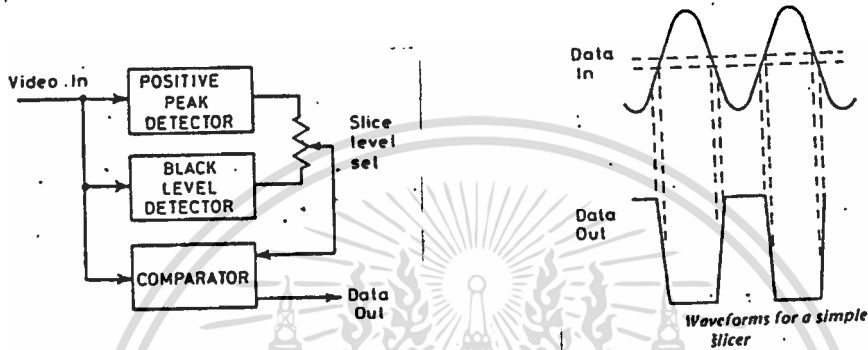 Video In
POSITIVE
PEAK
DETECTOR
BLACK
LEVEL
DETECTOR
COMPARATOR
Slice
level
set
Data
Out
Data
In
Data
Out
Waveforms for a simple
slicer